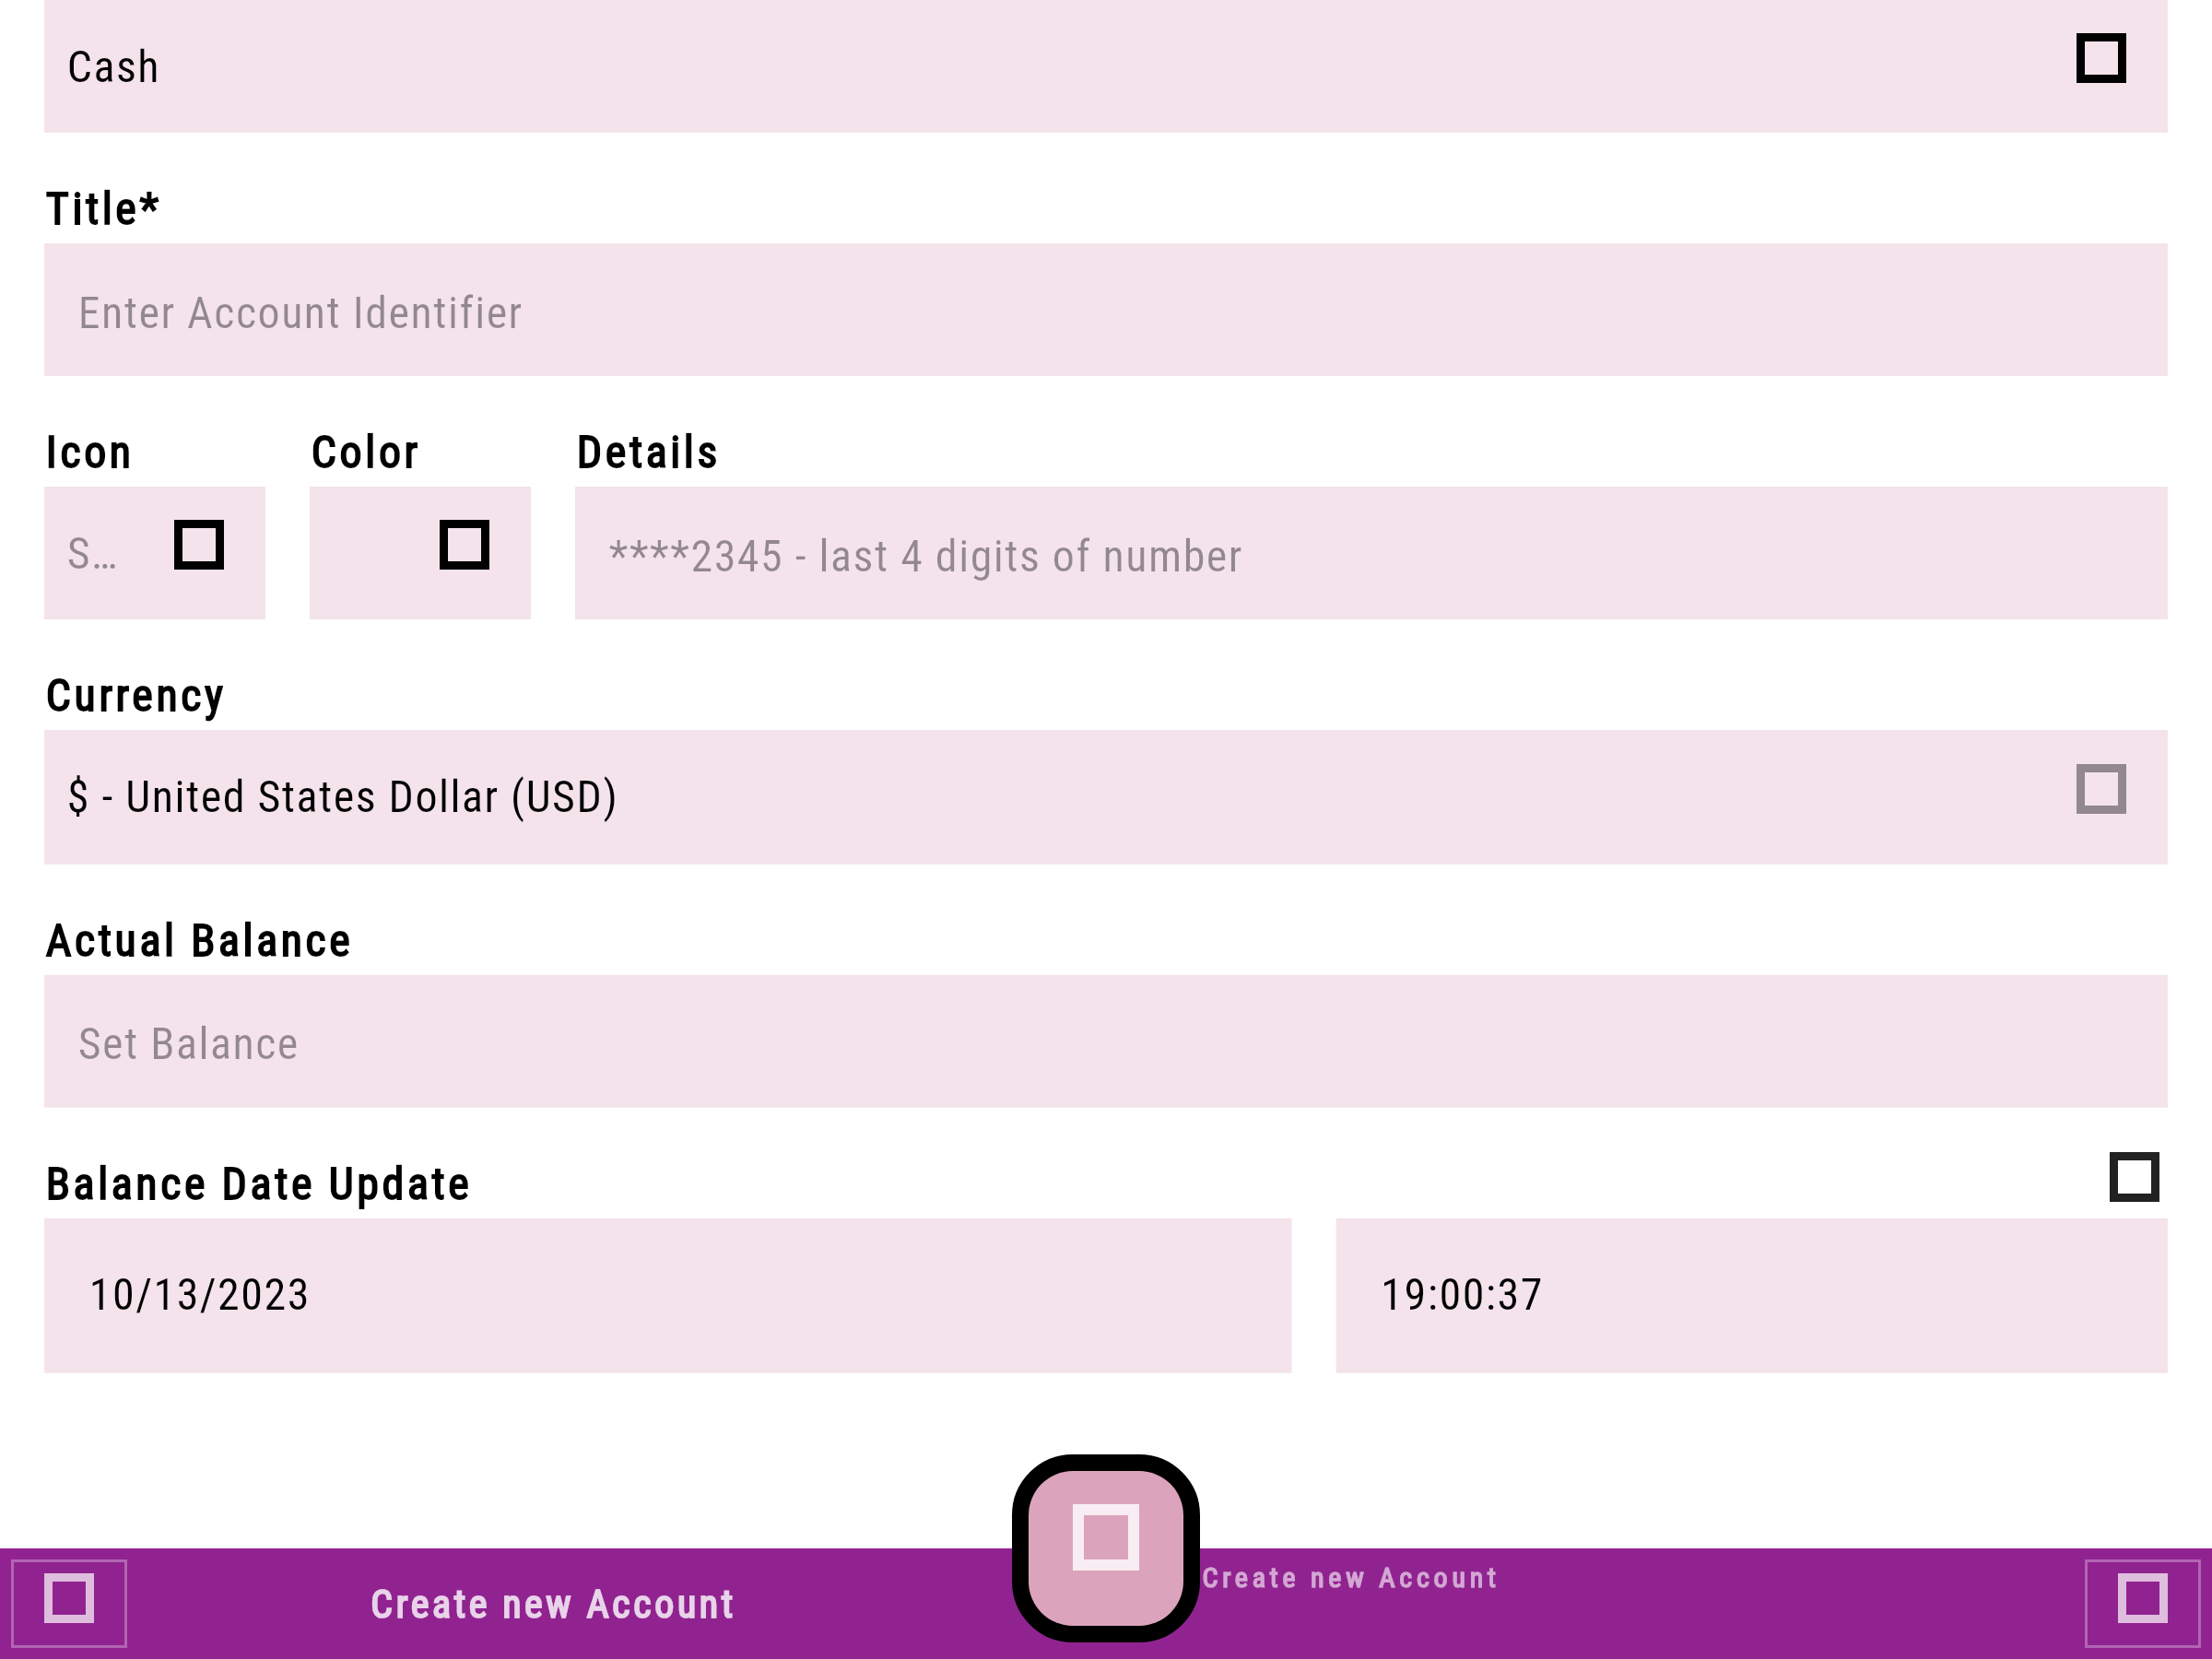 Cash
Title*
Enter Account Identifier
Icon
Color
Details
S…
****2345 - last 4 digits of number
Currency
$ - United States Dollar (USD)
Actual Balance
Set Balance
Balance Date Update
10/13/2023
19:00:37
Create new Account
Create new Account